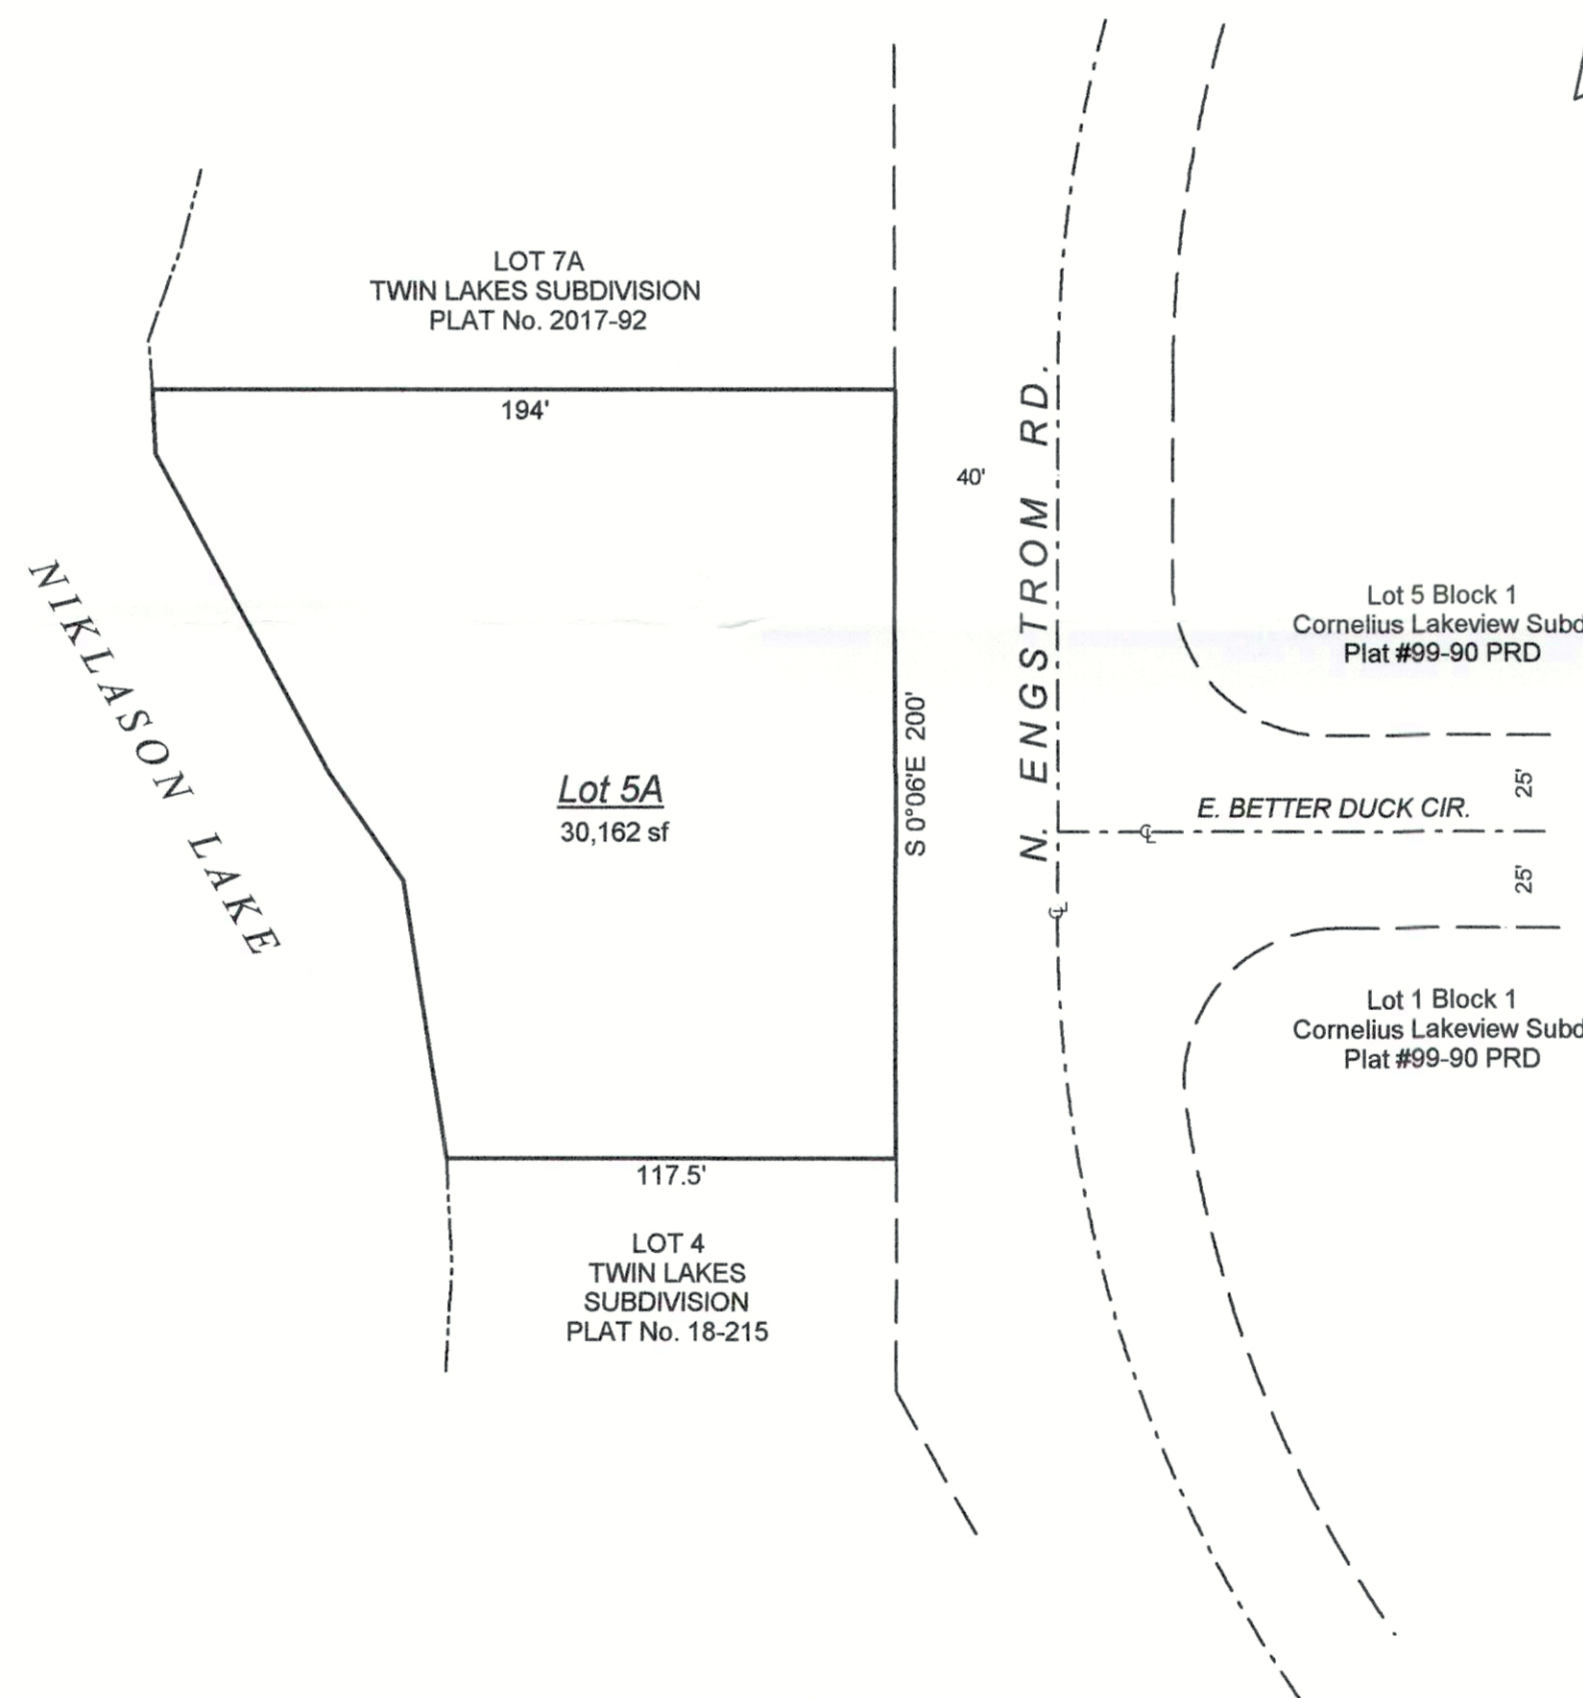 LOT 7A
TWIN LAKES SUBDIVISION
PLAT No. 2017-92
194'
40'
N. ENGSTROM RD.
Lot 5 Block 1
Cornelius Lakeview Subd
Plat #99-90 PRD
NIKLASON LAKE
S 0°06'E 200'
Lot 5A
30,162 sf
25'
E. BETTER DUCK CIR.
CL
25'
CL
Lot 1 Block 1
Cornelius Lakeview Subd
Plat #99-90 PRD
117.5'
LOT 4
TWIN LAKES
SUBDIVISION
PLAT No. 18-215